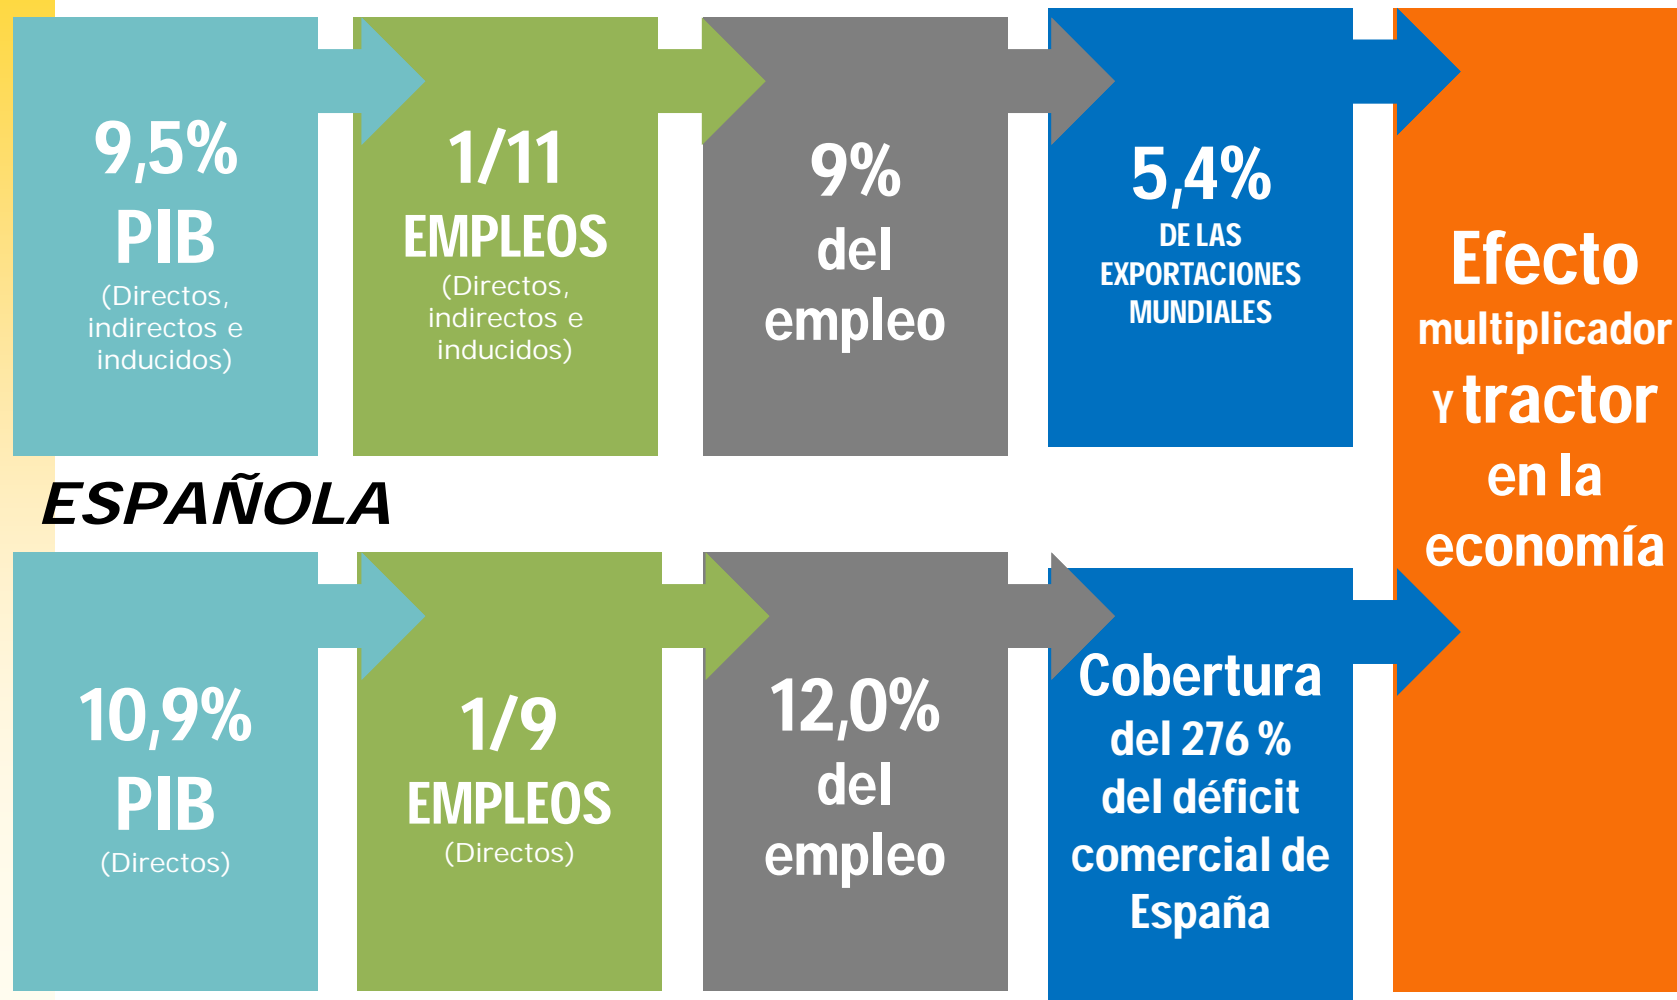 9,5%
PIB
(Directos,
indirectos e
inducidos)
1/11
EMPLEOS
(Directos,
indirectos e
inducidos)
9%
del
empleo
5,4%
DE LAS
EXPORTACIONES
MUNDIALES
Efecto
multiplicador
Y tractor
en la
economía
ESPAÑOLA
10,9%
PIB
(Directos)
1/9
EMPLEOS
(Directos)
12,0%
del
empleo
Cobertura
del 276 %
del déficit
comercial de
España